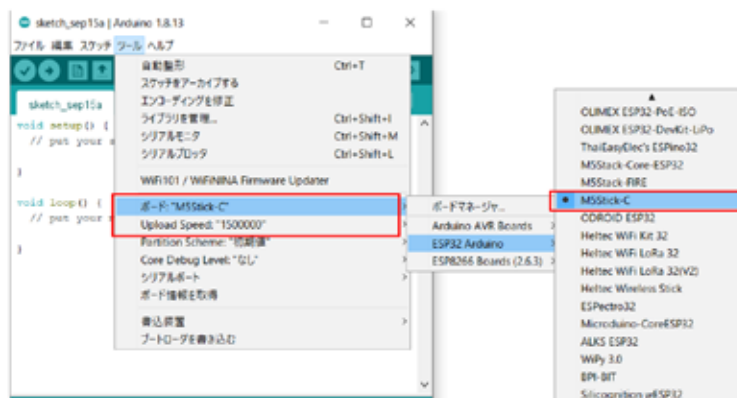 sketch_sep15a | Arduino 1.8.13
ファイル 編集 スケッチ ツール ヘルプ
sketch_sep15a
void setup() {
// put your
}
void loop() {
// put your
}
自動整形 Ctrl+T
スケッチをアーカイブする
エンコーディングを修正
ライブラリを管理... Ctrl+Shift+I
シリアルモニタ Ctrl+Shift+M
シリアルプロッタ Ctrl+Shift+L
WiFi101 / WiFiNINA Firmware Updater
ボード: "M5Stick-C"
Upload Speed: "1500000"
Partition Scheme: "初期値"
Core Debug Level: "なし"
シリアルポート
ボード情報を取得
書込装置
ブートローダを書き込む
ボードマネージャ...
Arduino AVR Boards
ESP32 Arduino
ESP8266 Boards (2.6.3)
OLIMEX ESP32-PoE-ISO
OLIMEX ESP32-DevKit-LiPo
ThaiEasyElec's ESPino32
M5Stack-Core-ESP32
M5Stack-FIRE
M5Stick-C
ODROID ESP32
Heltec WiFi Kit 32
Heltec WiFi LoRa 32
Heltec WiFi LoRa 32(V2)
Heltec Wireless Stick
ESPectro32
Microduino-CoreESP32
ALKS ESP32
WiPy 3.0
BPI-BIT
Silicognition wESP32